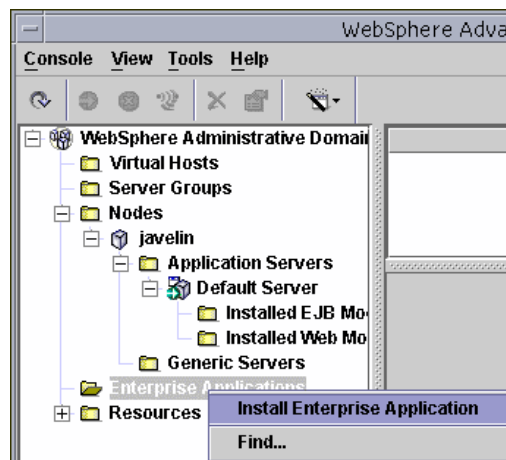 WebSphere Adva
Console View Tools Help
WebSphere Administrative Domain
Virtual Hosts
Server Groups
Nodes
javelin
Application Servers
Default Server
Installed EJB Mo
Installed Web Mo
Generic Servers
Enterprise Applications
Resources
Install Enterprise Application
Find...